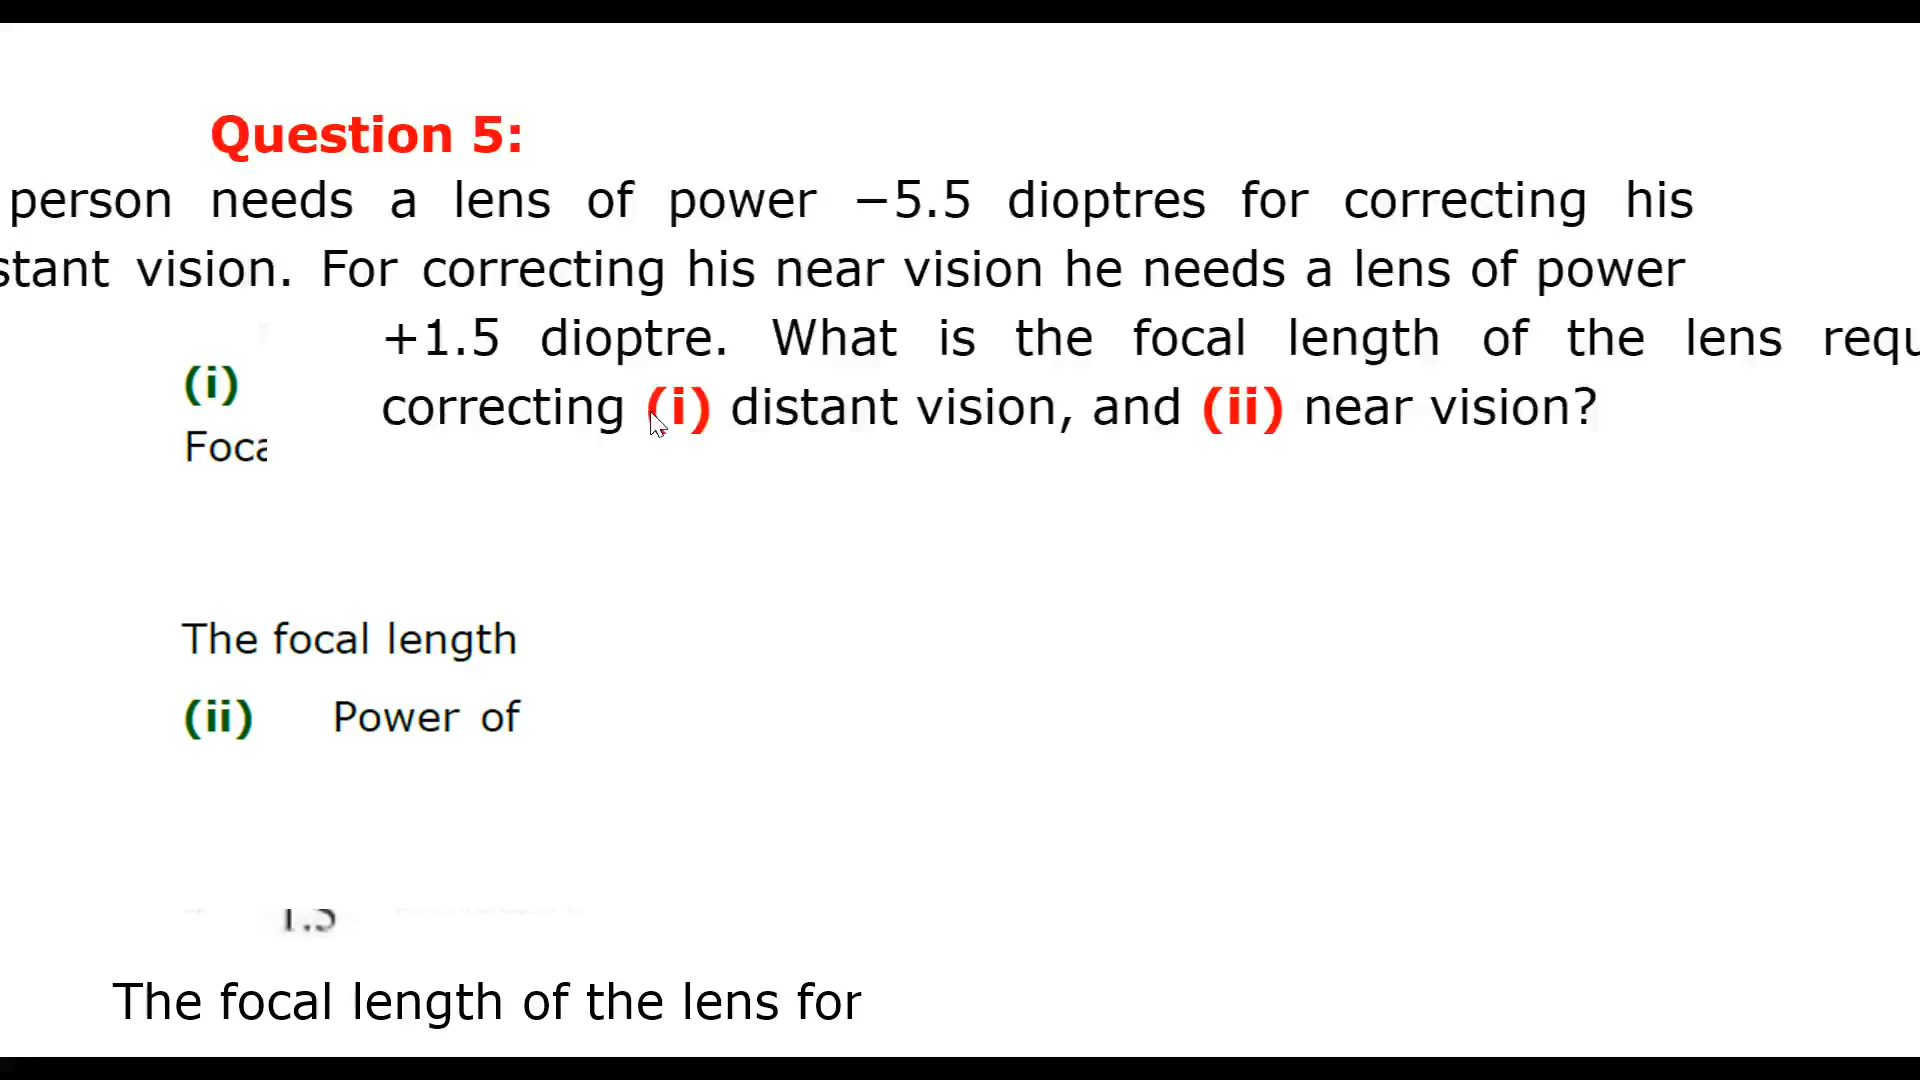 Question 5:
person needs a lens of power −5.5 dioptres for correcting his
stant vision. For correcting his near vision he needs a lens of power
+1.5 dioptre. What is the focal length of the lens requ
(i)
correcting (i) distant vision, and (ii) near vision?
Foca
The focal length
(ii) Power of
1.5
The focal length of the lens for